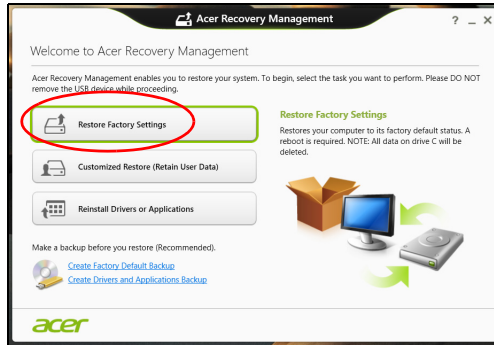 Acer Recovery Management
? _ X
Welcome to Acer Recovery Management
Acer Recovery Management enables you to restore your system. To begin, select the task you want to perform. Please DO NOT
remove the USB device while proceeding.
Restore Factory Settings
Customized Restore (Retain User Data)
Reinstall Drivers or Applications
Restore Factory Settings
Restores your computer to its factory default status. A
reboot is required. NOTE: All data on drive C will be
deleted.
Make a backup before you restore (Recommended).
Create Factory Default Backup
Create Drivers and Applications Backup
acer